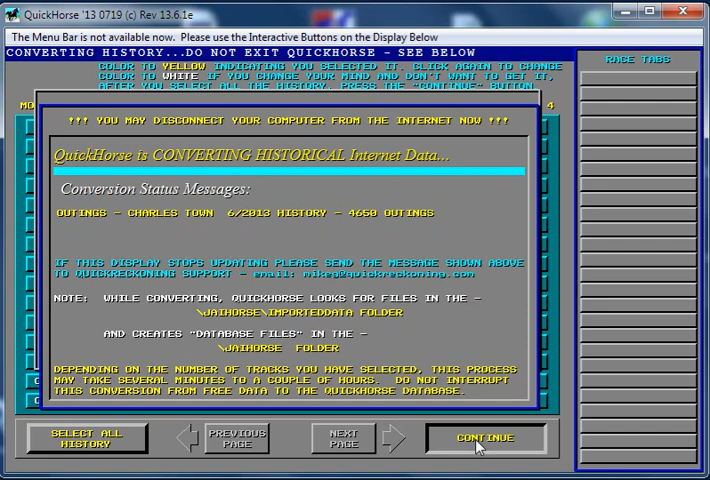 QuickHorse '13 0719 (c) Rev 13.6.1e
The Menu Bar is not available now. Please use the Interactive Buttons on the Display Below
CONVERTING HISTORY...DO NOT EXIT QUICKHORSE - SEE BELOW
RACE TABS
COLOR TO YELLOW INDICATING YOU SELECTED IT. CLICK AGAIN TO CHANGE
COLOR TO WHITE IF YOU CHANGE YOUR MIND AND DON'T WANT TO GET IT.
AFTER YOU SELECT ALL THE HISTORY, PRESS THE "CONTINUE" BUTTON
MO
4
!!! YOU MAY DISCONNECT YOUR COMPUTER FROM THE INTERNET NOW !!!
QuickHorse is CONVERTING HISTORICAL Internet Data...
Conversion Status Messages:
OUTINGS - CHARLES TOWN 6/2013 HISTORY - 4650 OUTINGS
IF THIS DISPLAY STOPS UPDATING PLEASE SEND THE MESSAGE SHOWN ABOVE
TO QUICKRECKONING SUPPORT - email: mikeg@quickreckoning.com
NOTE: WHILE CONVERTING, QUICKHORSE LOOKS FOR FILES IN THE -
\JAIHORSE\IMPORTEDDATA FOLDER
AND CREATES "DATABASE FILES" IN THE -
\JAIHORSE FOLDER
DEPENDING ON THE NUMBER OF TRACKS YOU HAVE SELECTED, THIS PROCESS
MAY TAKE SEVERAL MINUTES TO A COUPLE OF HOURS. DO NOT INTERRUPT
THIS CONVERSION FROM FREE DATA TO THE QUICKHORSE DATABASE.
SELECT ALL
HISTORY
PREVIOUS
PAGE
NEXT
PAGE
CONTINUE